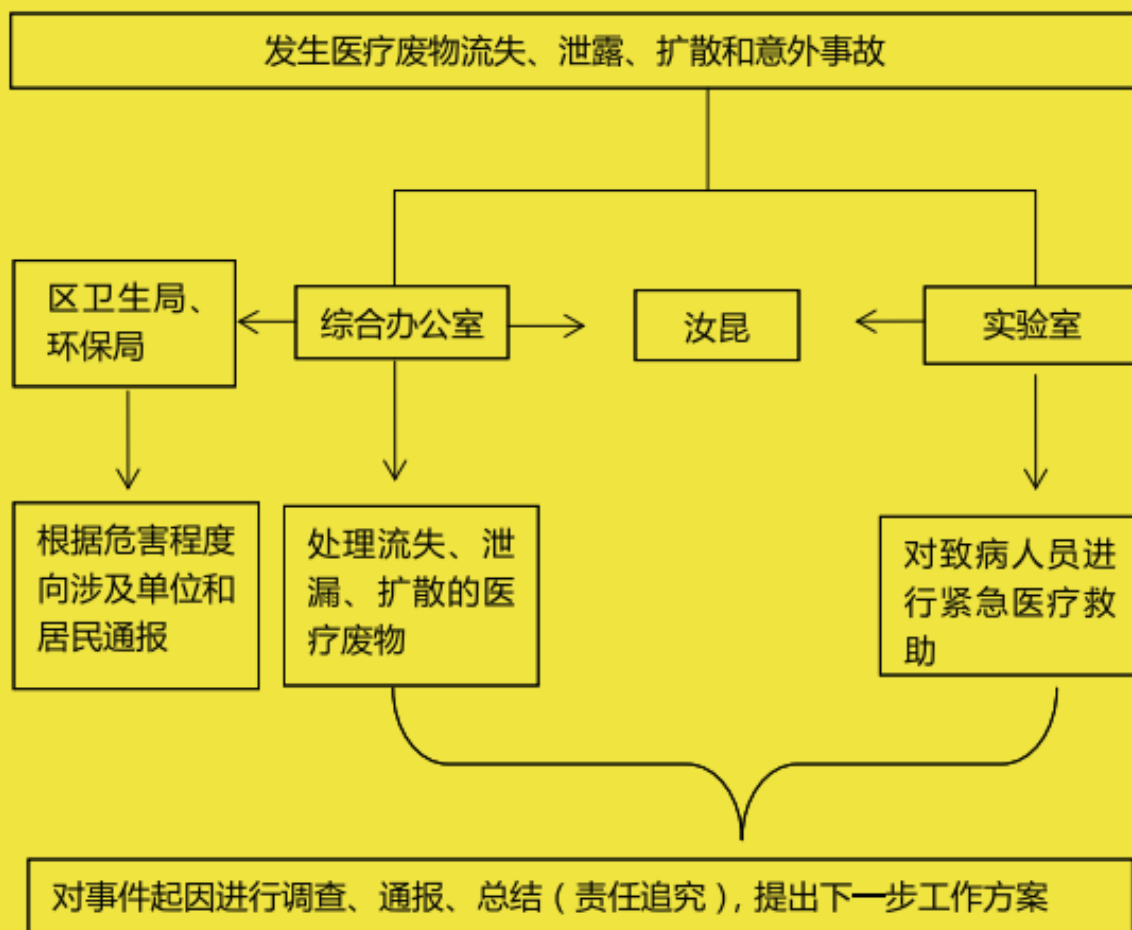 发生医疗废物流失、泄露、扩散和意外事故
区卫生局、
环保局
综合办公室
汝昆
实验室
根据危害程度
向涉及单位和
居民通报
处理流失、泄
漏、扩散的医
疗废物
对致病人员进
行紧急医疗救
助
对事件起因进行调查、通报、总结（责任追究）, 提出下一步工作方案